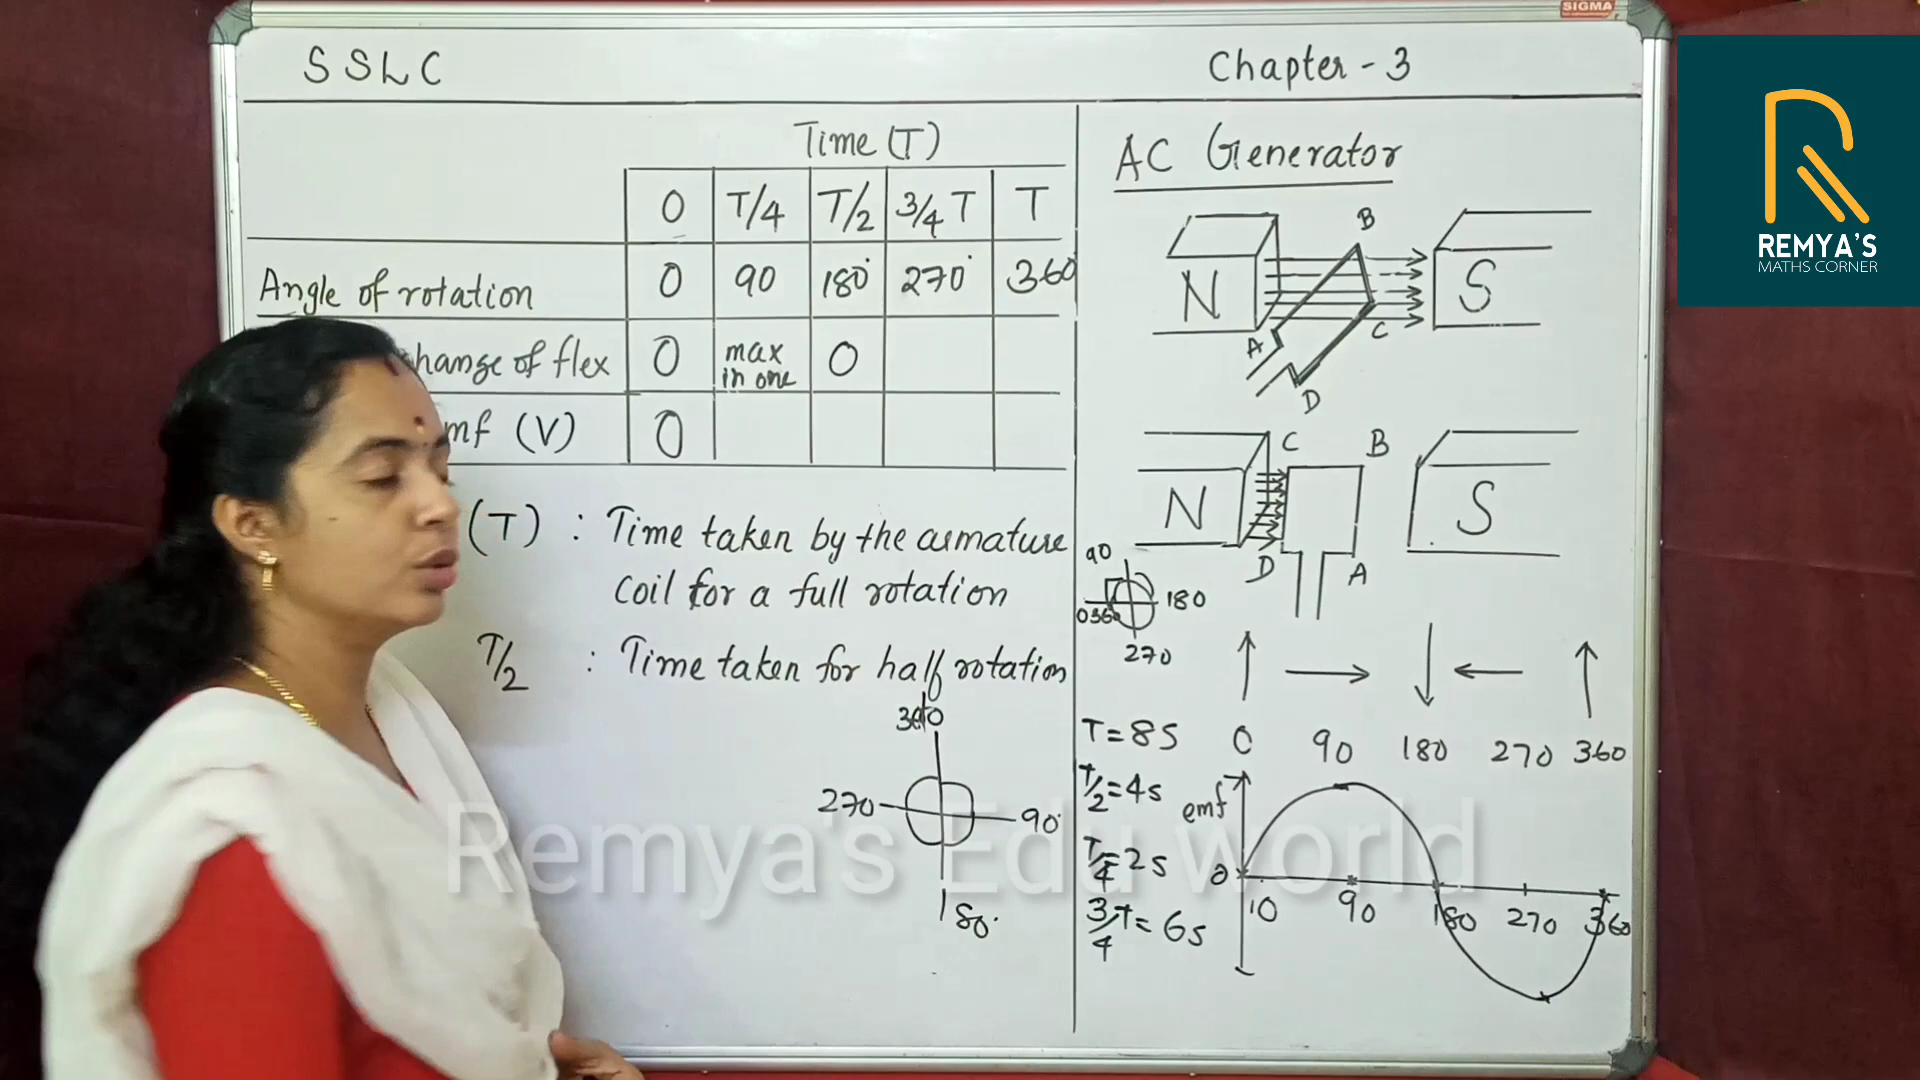 SIGMA
SSLC
Chapter - 3
REMYA'S
MATHS CORNER
Time (T)
0 T/4 T/2 3/4 T T
Angle of rotation 0 90 180° 270° 360
hange of flex 0 max in one 0
mf (V) 0
(T) : Time taken by the armature
coil for a full rotation
T/2 : Time taken for half rotation
270
90°
180°
AC Generator
B
N
S
A
C
D
C
B
N
S
D
A
90
180
0360
270
T = 8S
0 90 180 270 360
T/2 = 4s
emf
T/4 = 2s
0
10 90 180 270 360
3/4 T = 6s
Remya's Edu world